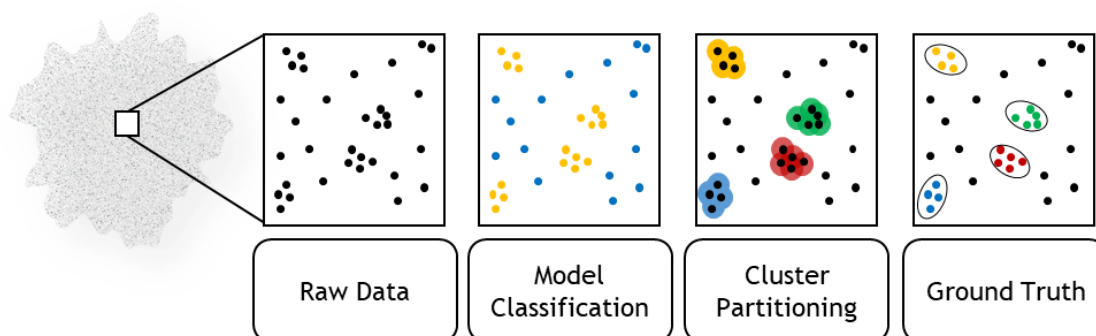 Raw Data
Model
Classification
Cluster
Partitioning
Ground Truth